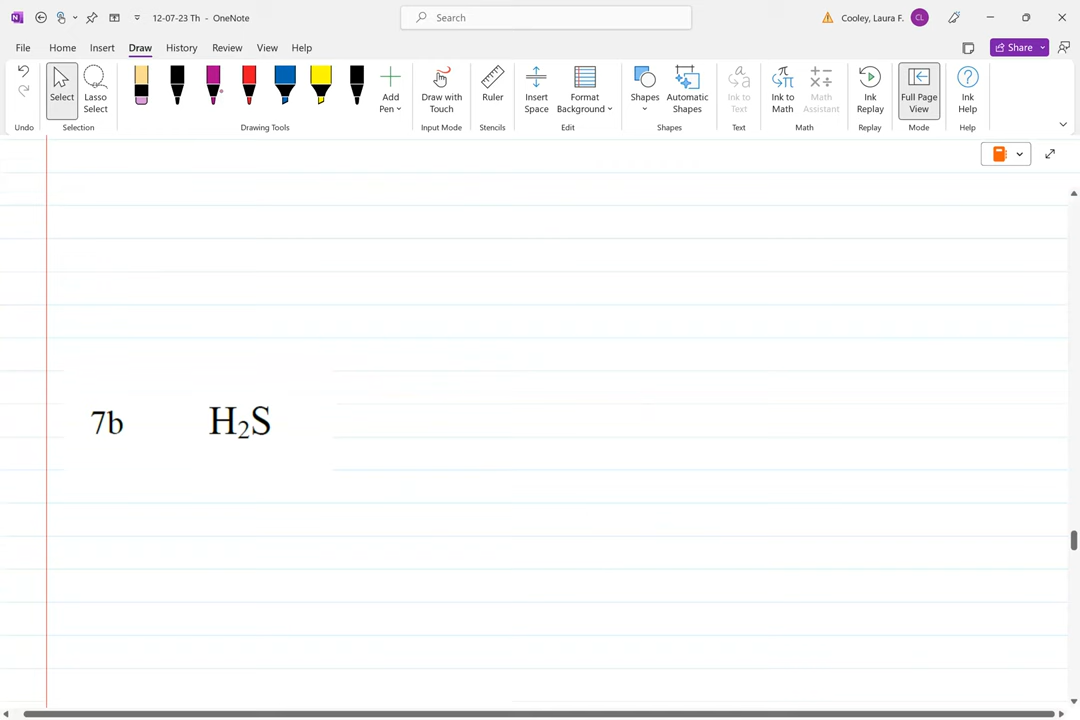 12-07-23 Th - OneNote
Search
Cooley, Laura F. CL
File Home Insert Draw History Review View Help
Share
Select
Lasso Select
Add Pen
Draw with Touch
Ruler
Insert Space
Format Background
Shapes
Automatic Shapes
Ink to Text
Ink to Math
Math Assistant
Ink Replay
Full Page View
Ink Help
Undo Selection Drawing Tools Input Mode Stencils Edit Shapes Text Math Replay Mode Help
7b H₂S